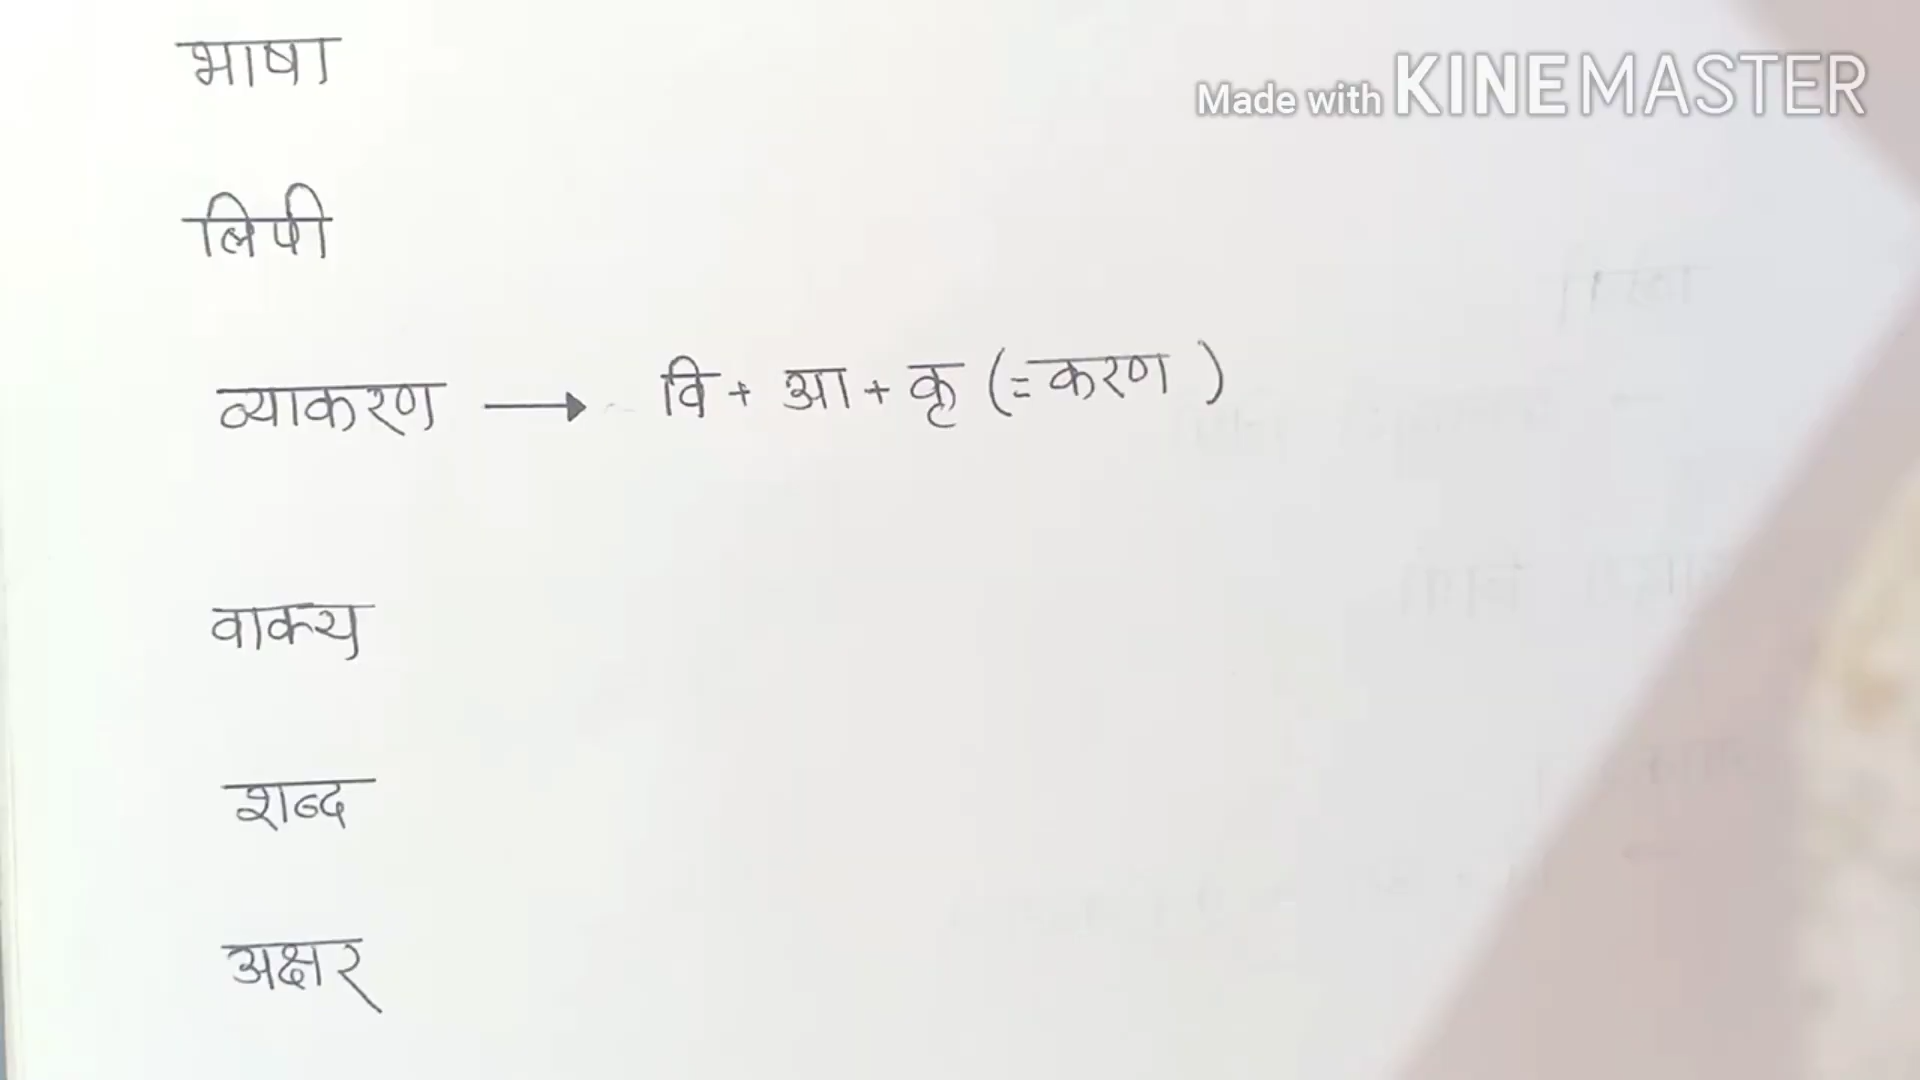 भाषा
Made with KINEMASTER
लिपी
व्याकरण → वि + आ + कृ (= करण )
वाक्य
शब्द
अक्षर